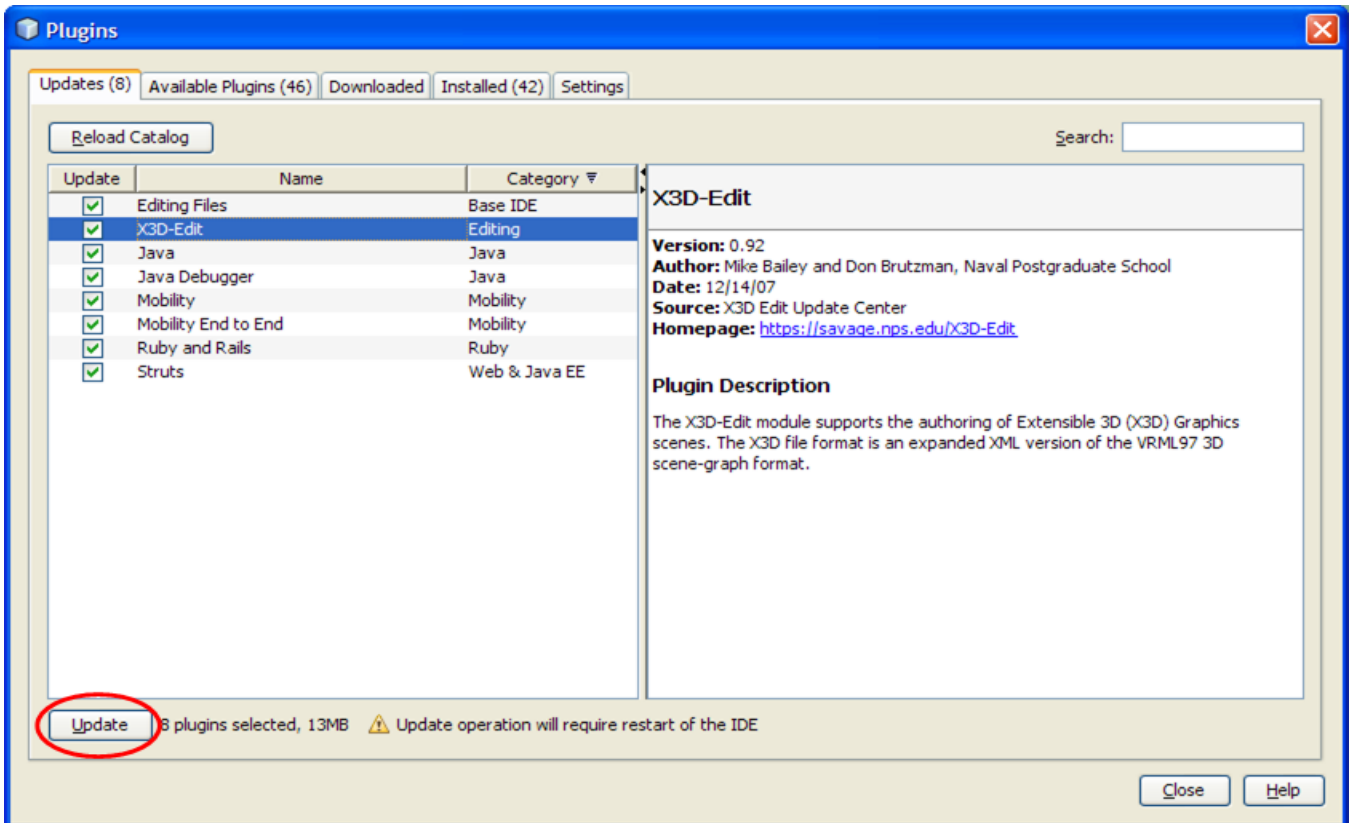 Plugins
Updates (8) Available Plugins (46) Downloaded Installed (42) Settings
Reload Catalog Search:
Update Name Category
Editing Files Base IDE
X3D-Edit Editing
Java Java
Java Debugger Java
Mobility Mobility
Mobility End to End Mobility
Ruby and Rails Ruby
Struts Web & Java EE
X3D-Edit
Version: 0.92
Author: Mike Bailey and Don Brutzman, Naval Postgraduate School
Date: 12/14/07
Source: X3D Edit Update Center
Homepage: https://savage.nps.edu/X3D-Edit
Plugin Description
The X3D-Edit module supports the authoring of Extensible 3D (X3D) Graphics
scenes. The X3D file format is an expanded XML version of the VRML97 3D
scene-graph format.
Update 8 plugins selected, 13MB Update operation will require restart of the IDE
Close Help